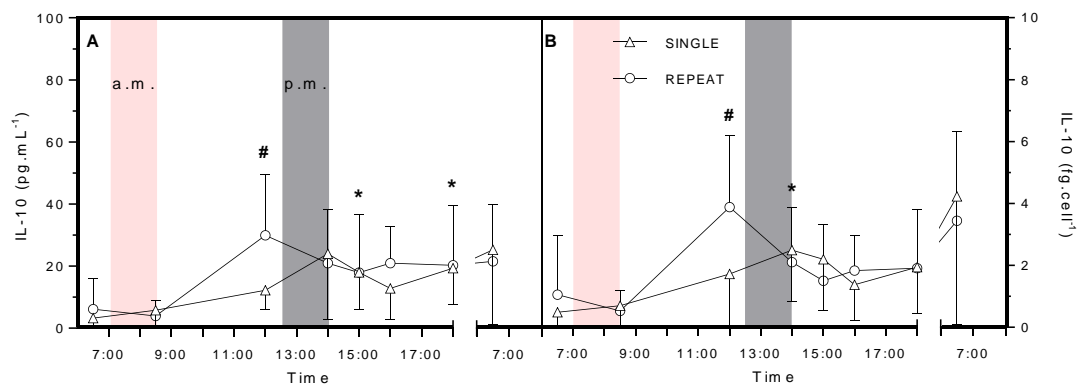 100
80
60
40
20
0
IL-10 (pg.mL⁻¹)
A
a.m.
p.m.
#
*
*
7:00 9:00 11:00 13:00 15:00 17:00 7:00
Time
B
SINGLE
REPEAT
#
*
7:00 9:00 11:00 13:00 15:00 17:00 7:00
Time
10
8
6
4
2
0
IL-10 (fg.cell⁻¹)